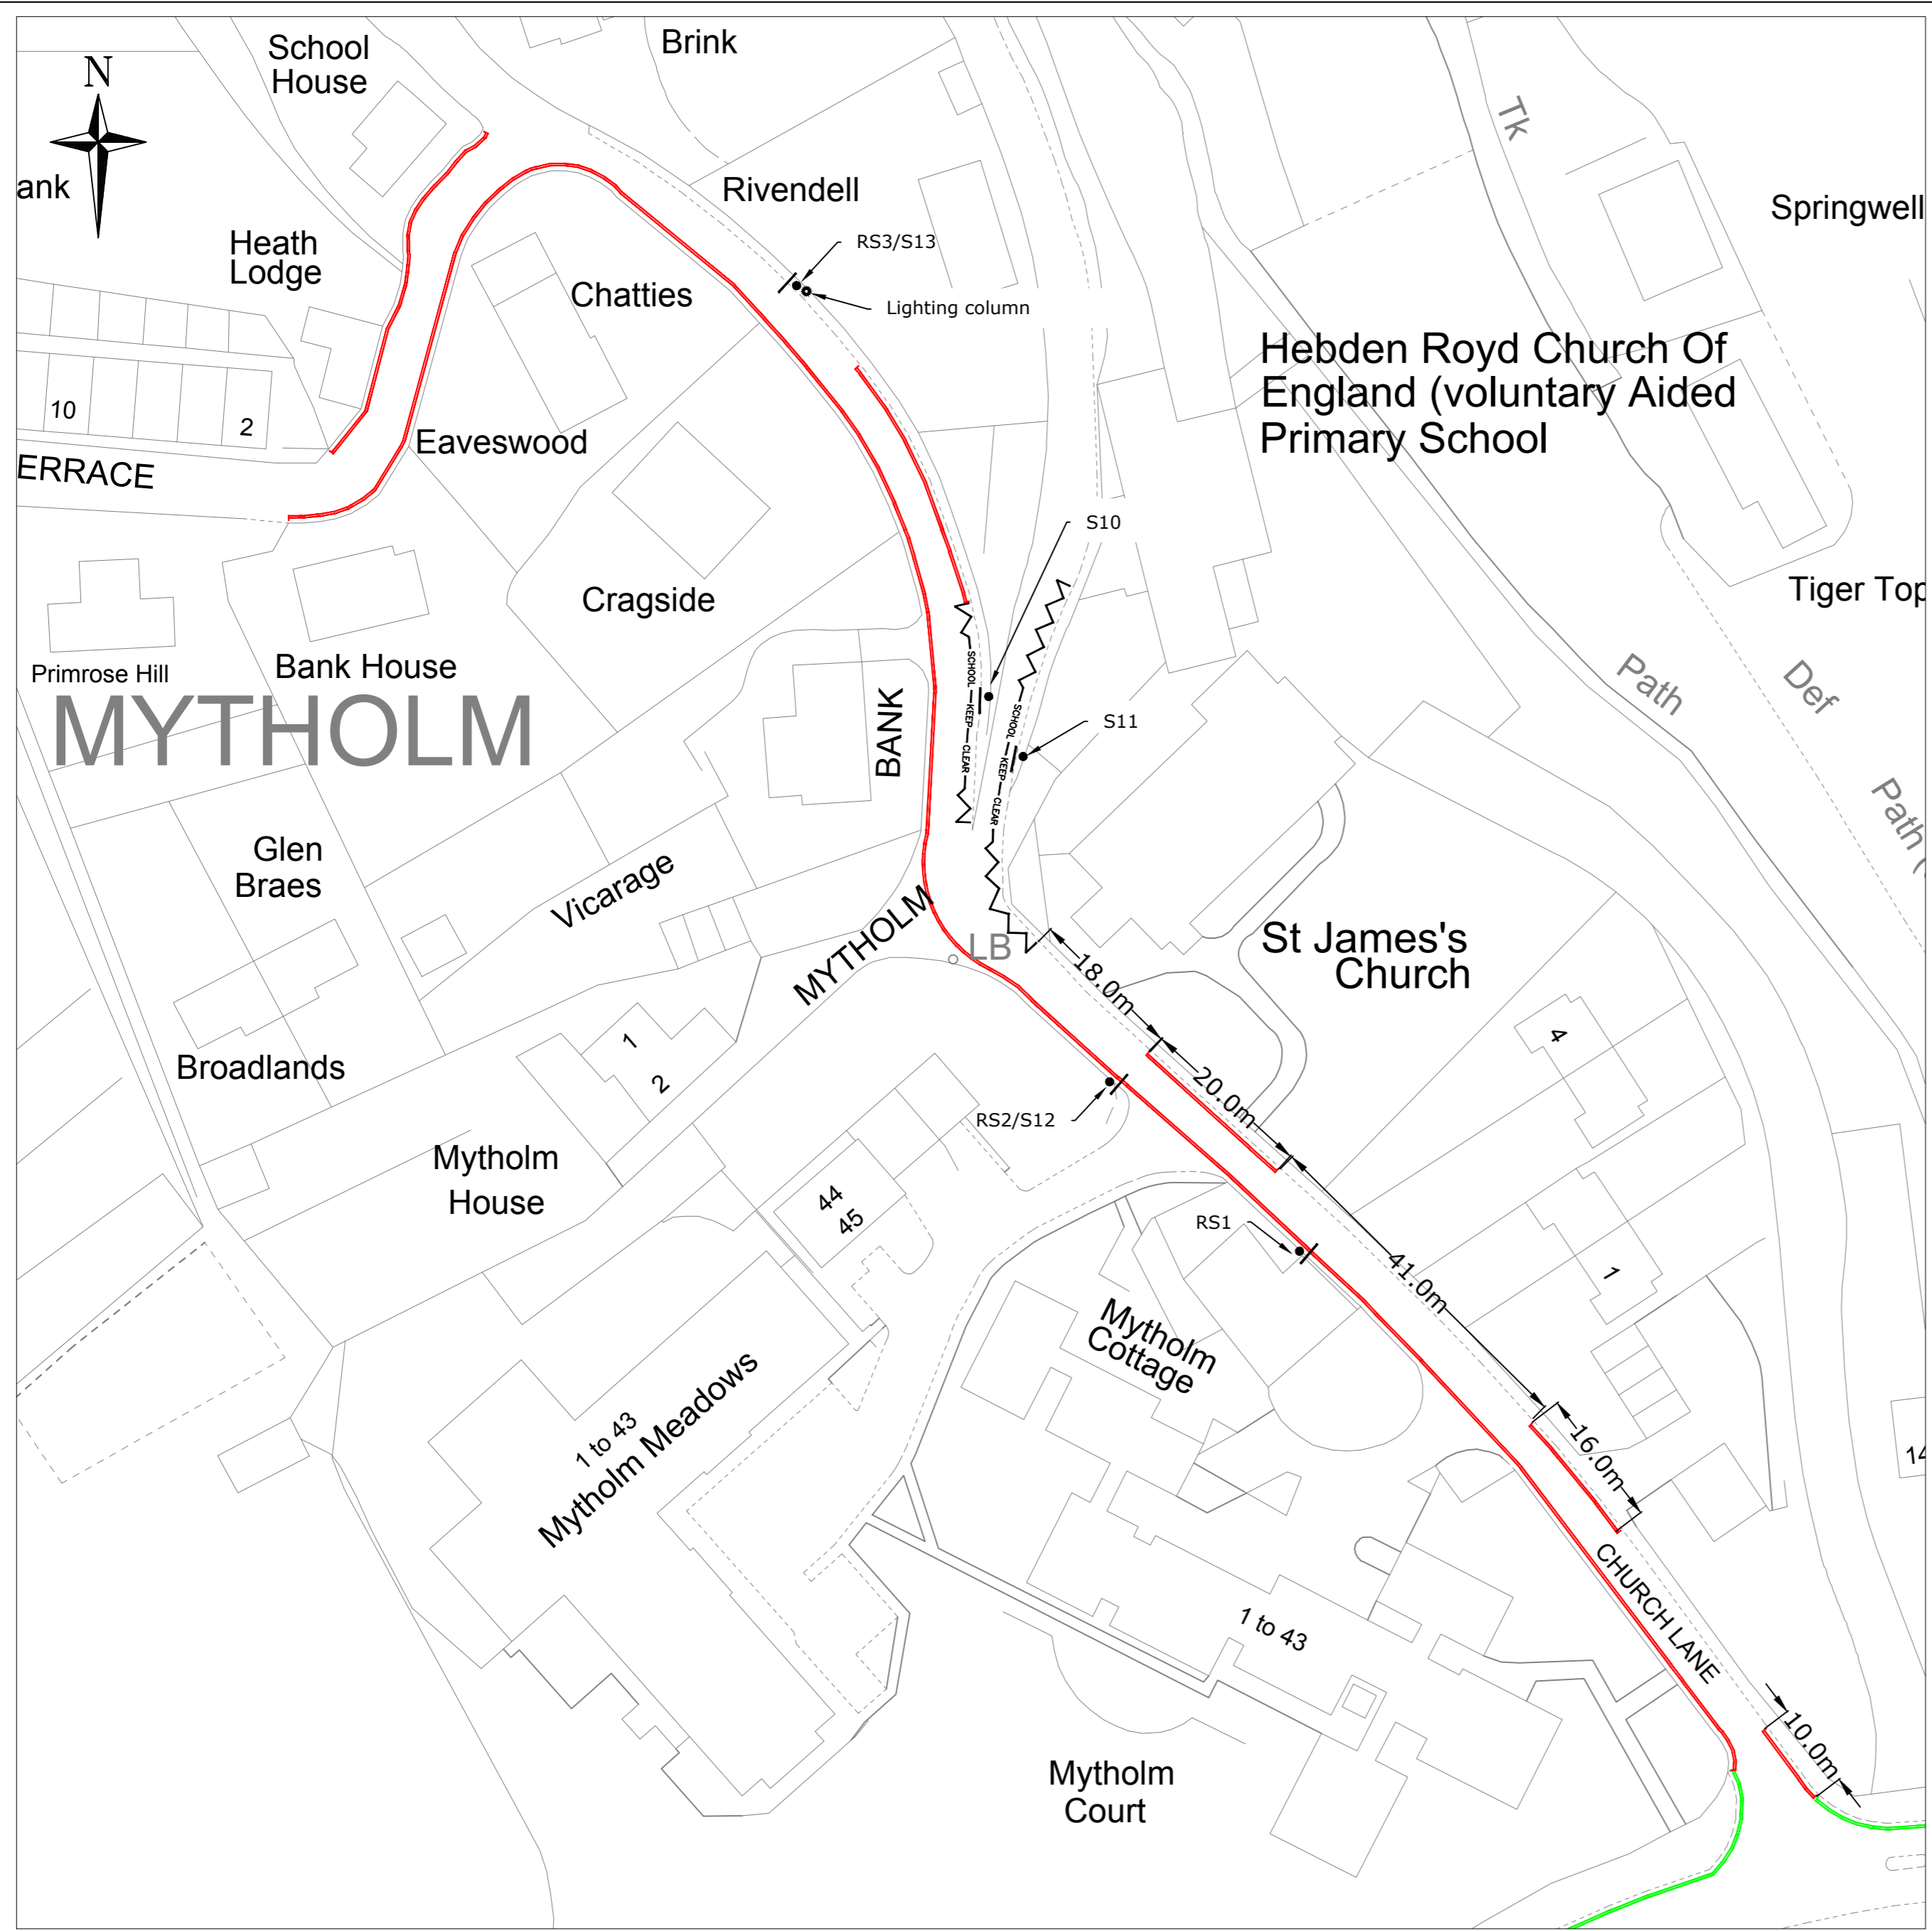 School
House
Brink
N
Tk
ank
Rivendell
Springwell
Heath
Lodge
RS3/S13
Chatties
Lighting column
Hebden Royd Church Of
England (voluntary Aided
Primary School
10
2
Eaveswood
ERRACE
S10
Cragside
Tiger Top
Primrose Hill
Bank House
MYTHOLM
SCHOOL KEEP CLEAR
SCHOOL KEEP CLEAR
Path
Def
BANK
S11
Path (
Glen
Braes
Vicarage
MYTHOLM
LB
St James's
Church
18.0m
1
2
4
Broadlands
20.0m
RS2/S12
Mytholm
House
44
45
RS1
41.0m
1
Mytholm
Cottage
1 to 43
Mytholm Meadows
16.0m
14
CHURCH LANE
1 to 43
10.0m
Mytholm
Court